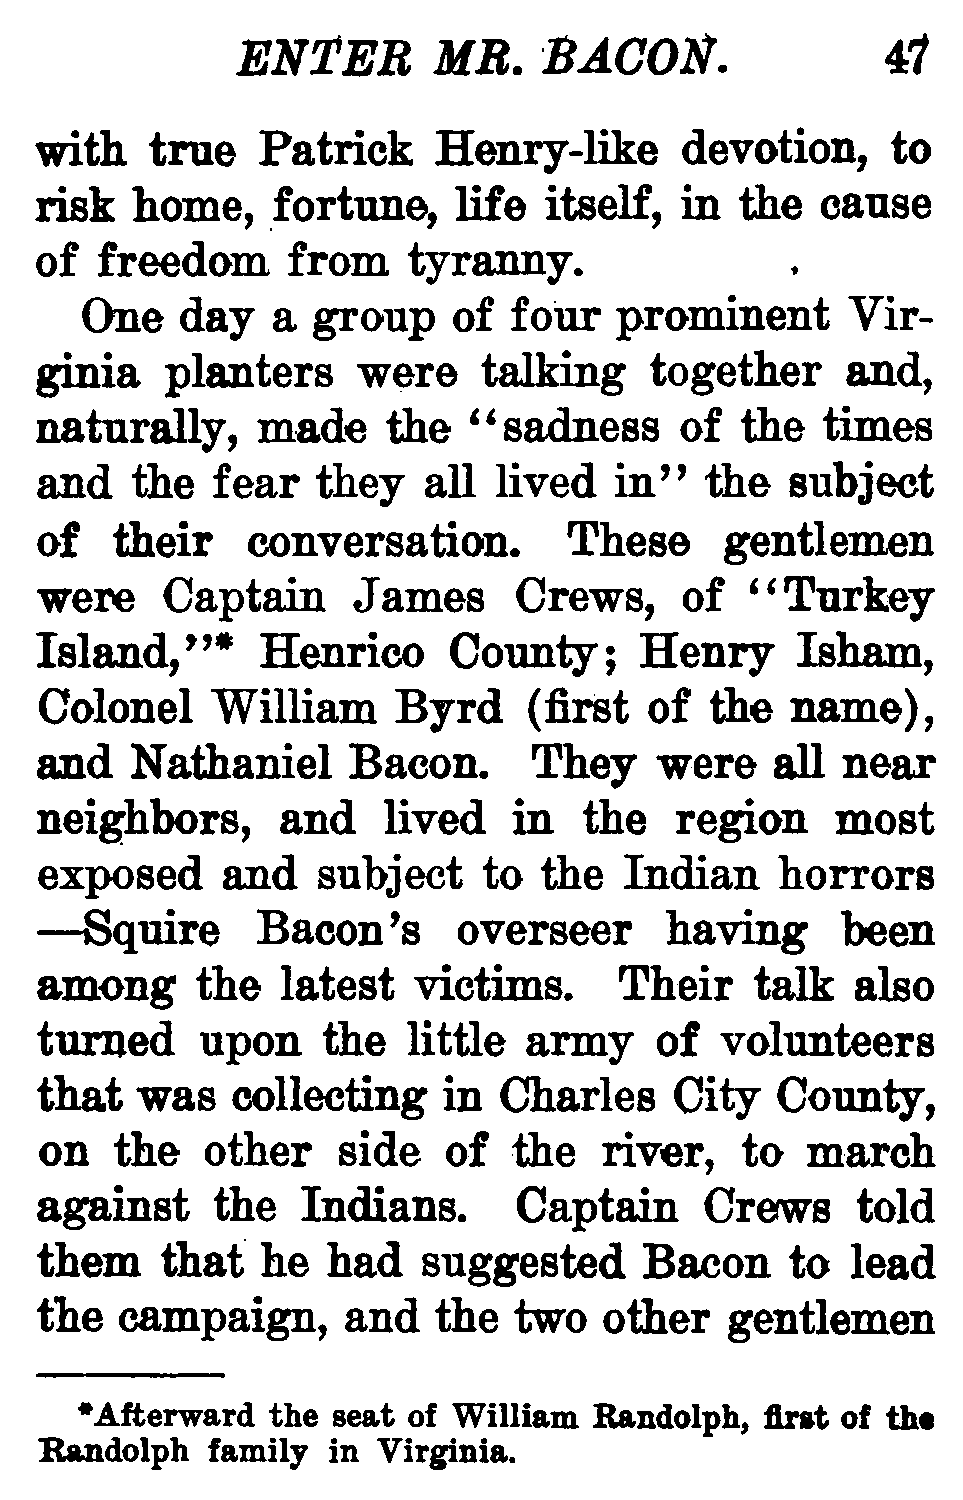 ENTER MR. BACON. 47
with true Patrick Henry-like devotion, to
risk home, fortune, life itself, in the cause
of freedom from tyranny.
One day a group of four prominent Vir-
ginia planters were talking together and,
naturally, made the "sadness of the times
and the fear they all lived in" the subject
of their conversation. These gentlemen
were Captain James Crews, of "Turkey
Island,"* Henrico County; Henry Isham,
Colonel William Byrd (first of the name),
and Nathaniel Bacon. They were all near
neighbors, and lived in the region most
exposed and subject to the Indian horrors
—Squire Bacon's overseer having been
among the latest victims. Their talk also
turned upon the little army of volunteers
that was collecting in Charles City County,
on the other side of the river, to march
against the Indians. Captain Crews told
them that he had suggested Bacon to lead
the campaign, and the two other gentlemen
*Afterward the seat of William Randolph, first of the
Randolph family in Virginia.